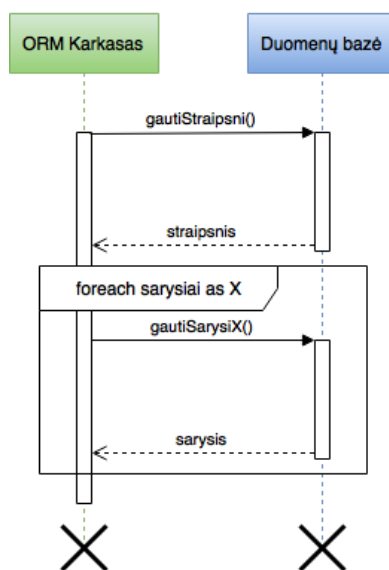 ORM Karkasas
Duomenų bazė
gautiStraipsni()
straipsnis
foreach sarysiai as X
gautiSarysiX()
sarysis